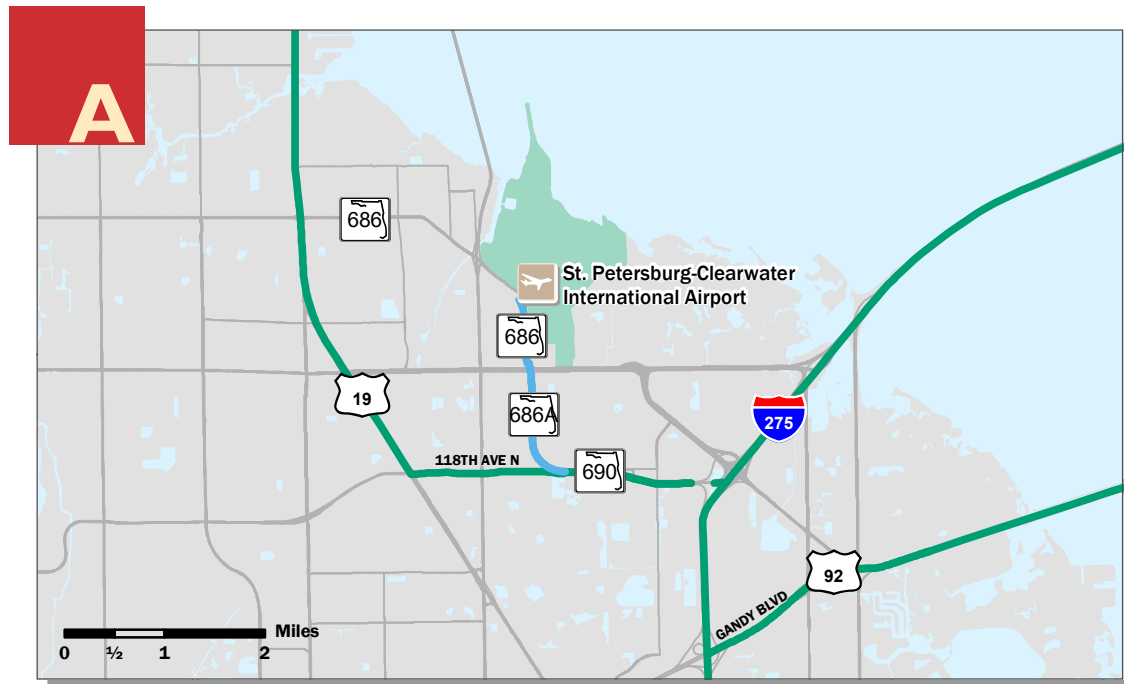 A
686
St. Petersburg-Clearwater
International Airport
686
19
686A
275
118TH AVE N
690
92
GANDY BLVD
Miles
0 ½ 1 2